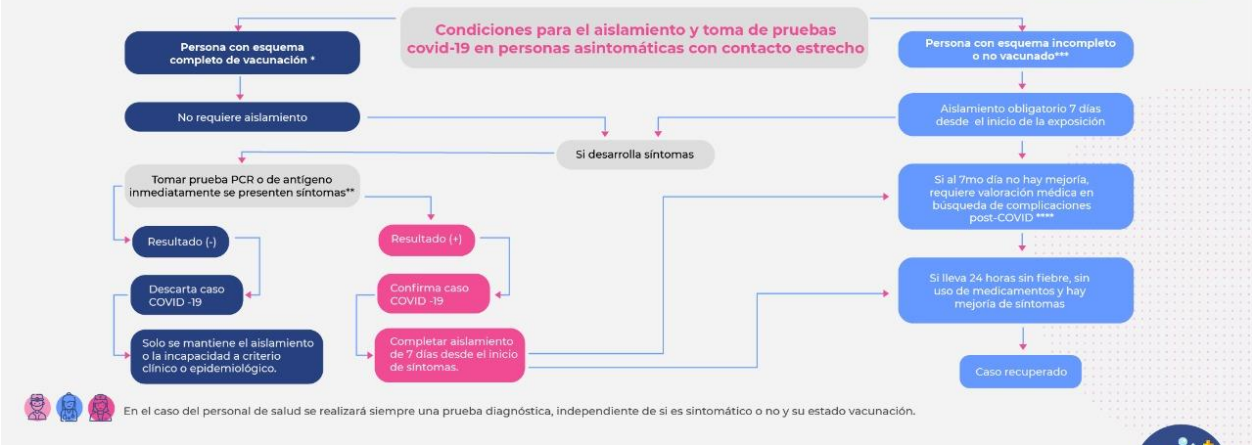 Condiciones para el aislamiento y toma de pruebas
covid-19 en personas asintomáticas con contacto estrecho
Persona con esquema
completo de vacunación *
No requiere aislamiento
Persona con esquema incompleto
o no vacunado***
Aislamiento obligatorio 7 días
desde el inicio de la exposición
Si desarrolla síntomas
Tomar prueba PCR o de antígeno
inmediatamente se presenten síntomas**
Resultado (-)
Descarta caso
COVID -19
Solo se mantiene el aislamiento
o la incapacidad a criterio
clínico o epidemiológico.
Resultado (+)
Confirma caso
COVID -19
Completar aislamiento
de 7 días desde el inicio
de síntomas.
Si al 7mo día no hay mejoría,
requiere valoración médica en
búsqueda de complicaciones
post-COVID ****
Si lleva 24 horas sin fiebre, sin
uso de medicamentos y hay
mejoría de síntomas
Caso recuperado
En el caso del personal de salud se realizará siempre una prueba diagnóstica, independiente de si es sintomático o no y su estado vacunación.